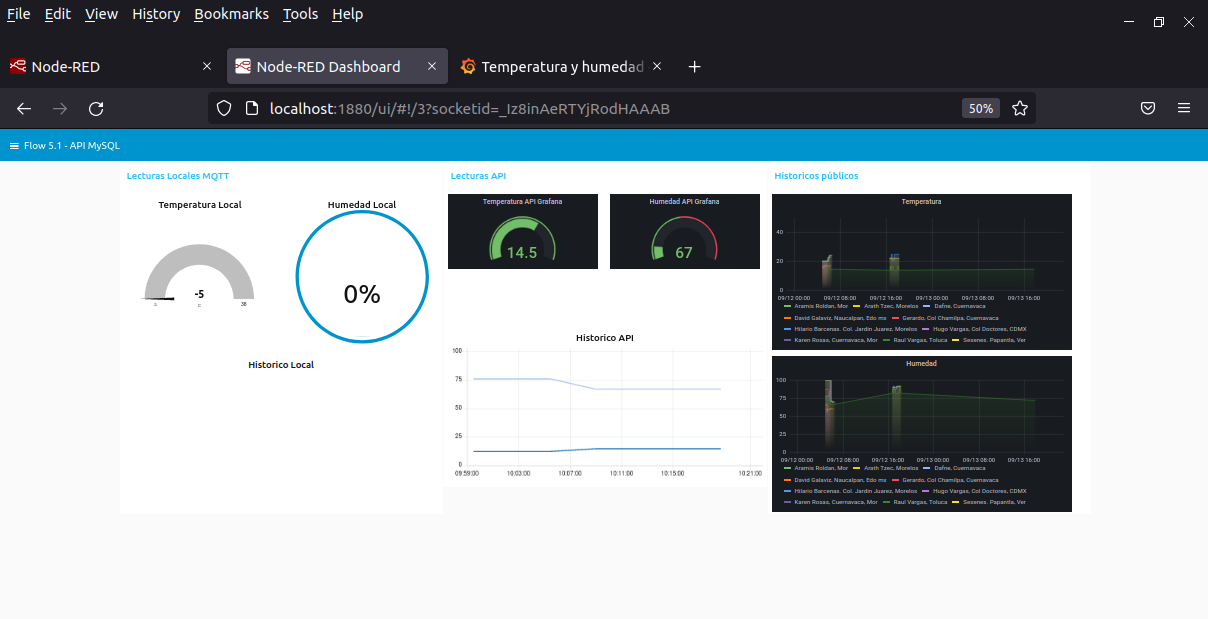 File Edit View History Bookmarks Tools Help
Node-RED
Node-RED Dashboard
Temperatura y humedad
localhost:1880/ui/#!/3?socketid=_Iz8inAeRTYjRodHAAAB
50%
Flow 5.1 - API MySQL
Lecturas Locales MQTT
Temperatura Local
-5
c
38
Humedad Local
0%
Historico Local
Lecturas API
Temperatura API Grafana
14.5
Humedad API Grafana
67
Historico API
100
75
50
25
0
09:59:00 10:03:00 10:07:00 10:11:00 10:15:00 10:21:00
Historicos públicos
Temperatura
40
20
0
09/12 00:00 09/12 08:00 09/12 16:00 09/13 00:00 09/13 08:00 09/13 16:00
Aramis Roldan, Mor Arath Tzec, Morelos Dafne, Cuernavaca
David Galaviz, Naucalpan, Edo mx Gerardo, Col Chamilpa, Cuernavaca
Hilario Barcenas. Col. Jardin Juarez, Morelos Hugo Vargas, Col Doctores, CDMX
Karen Rosas, Cuernavaca, Mor Raul Vargas, Toluca Sesenes. Papantla, Ver
Humedad
100
75
50
25
0
09/12 00:00 09/12 08:00 09/12 16:00 09/13 00:00 09/13 08:00 09/13 16:00
Aramis Roldan, Mor Arath Tzec, Morelos Dafne, Cuernavaca
David Galaviz, Naucalpan, Edo mx Gerardo, Col Chamilpa, Cuernavaca
Hilario Barcenas. Col. Jardin Juarez, Morelos Hugo Vargas, Col Doctores, CDMX
Karen Rosas, Cuernavaca, Mor Raul Vargas, Toluca Sesenes. Papantla, Ver